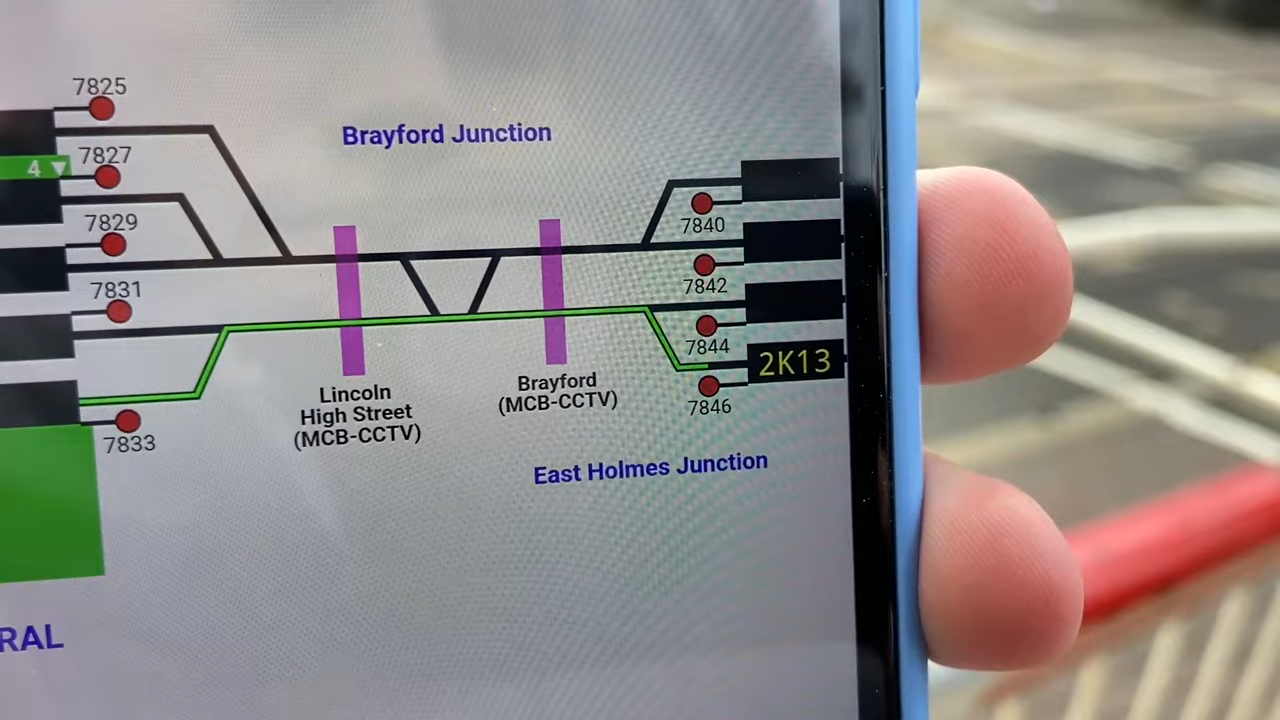 7825
Brayford Junction
4
7827
7829
7840
7831
7842
7844
2K13
Lincoln
High Street
(MCB-CCTV)
Brayford
(MCB-CCTV)
7846
7833
East Holmes Junction
RAL